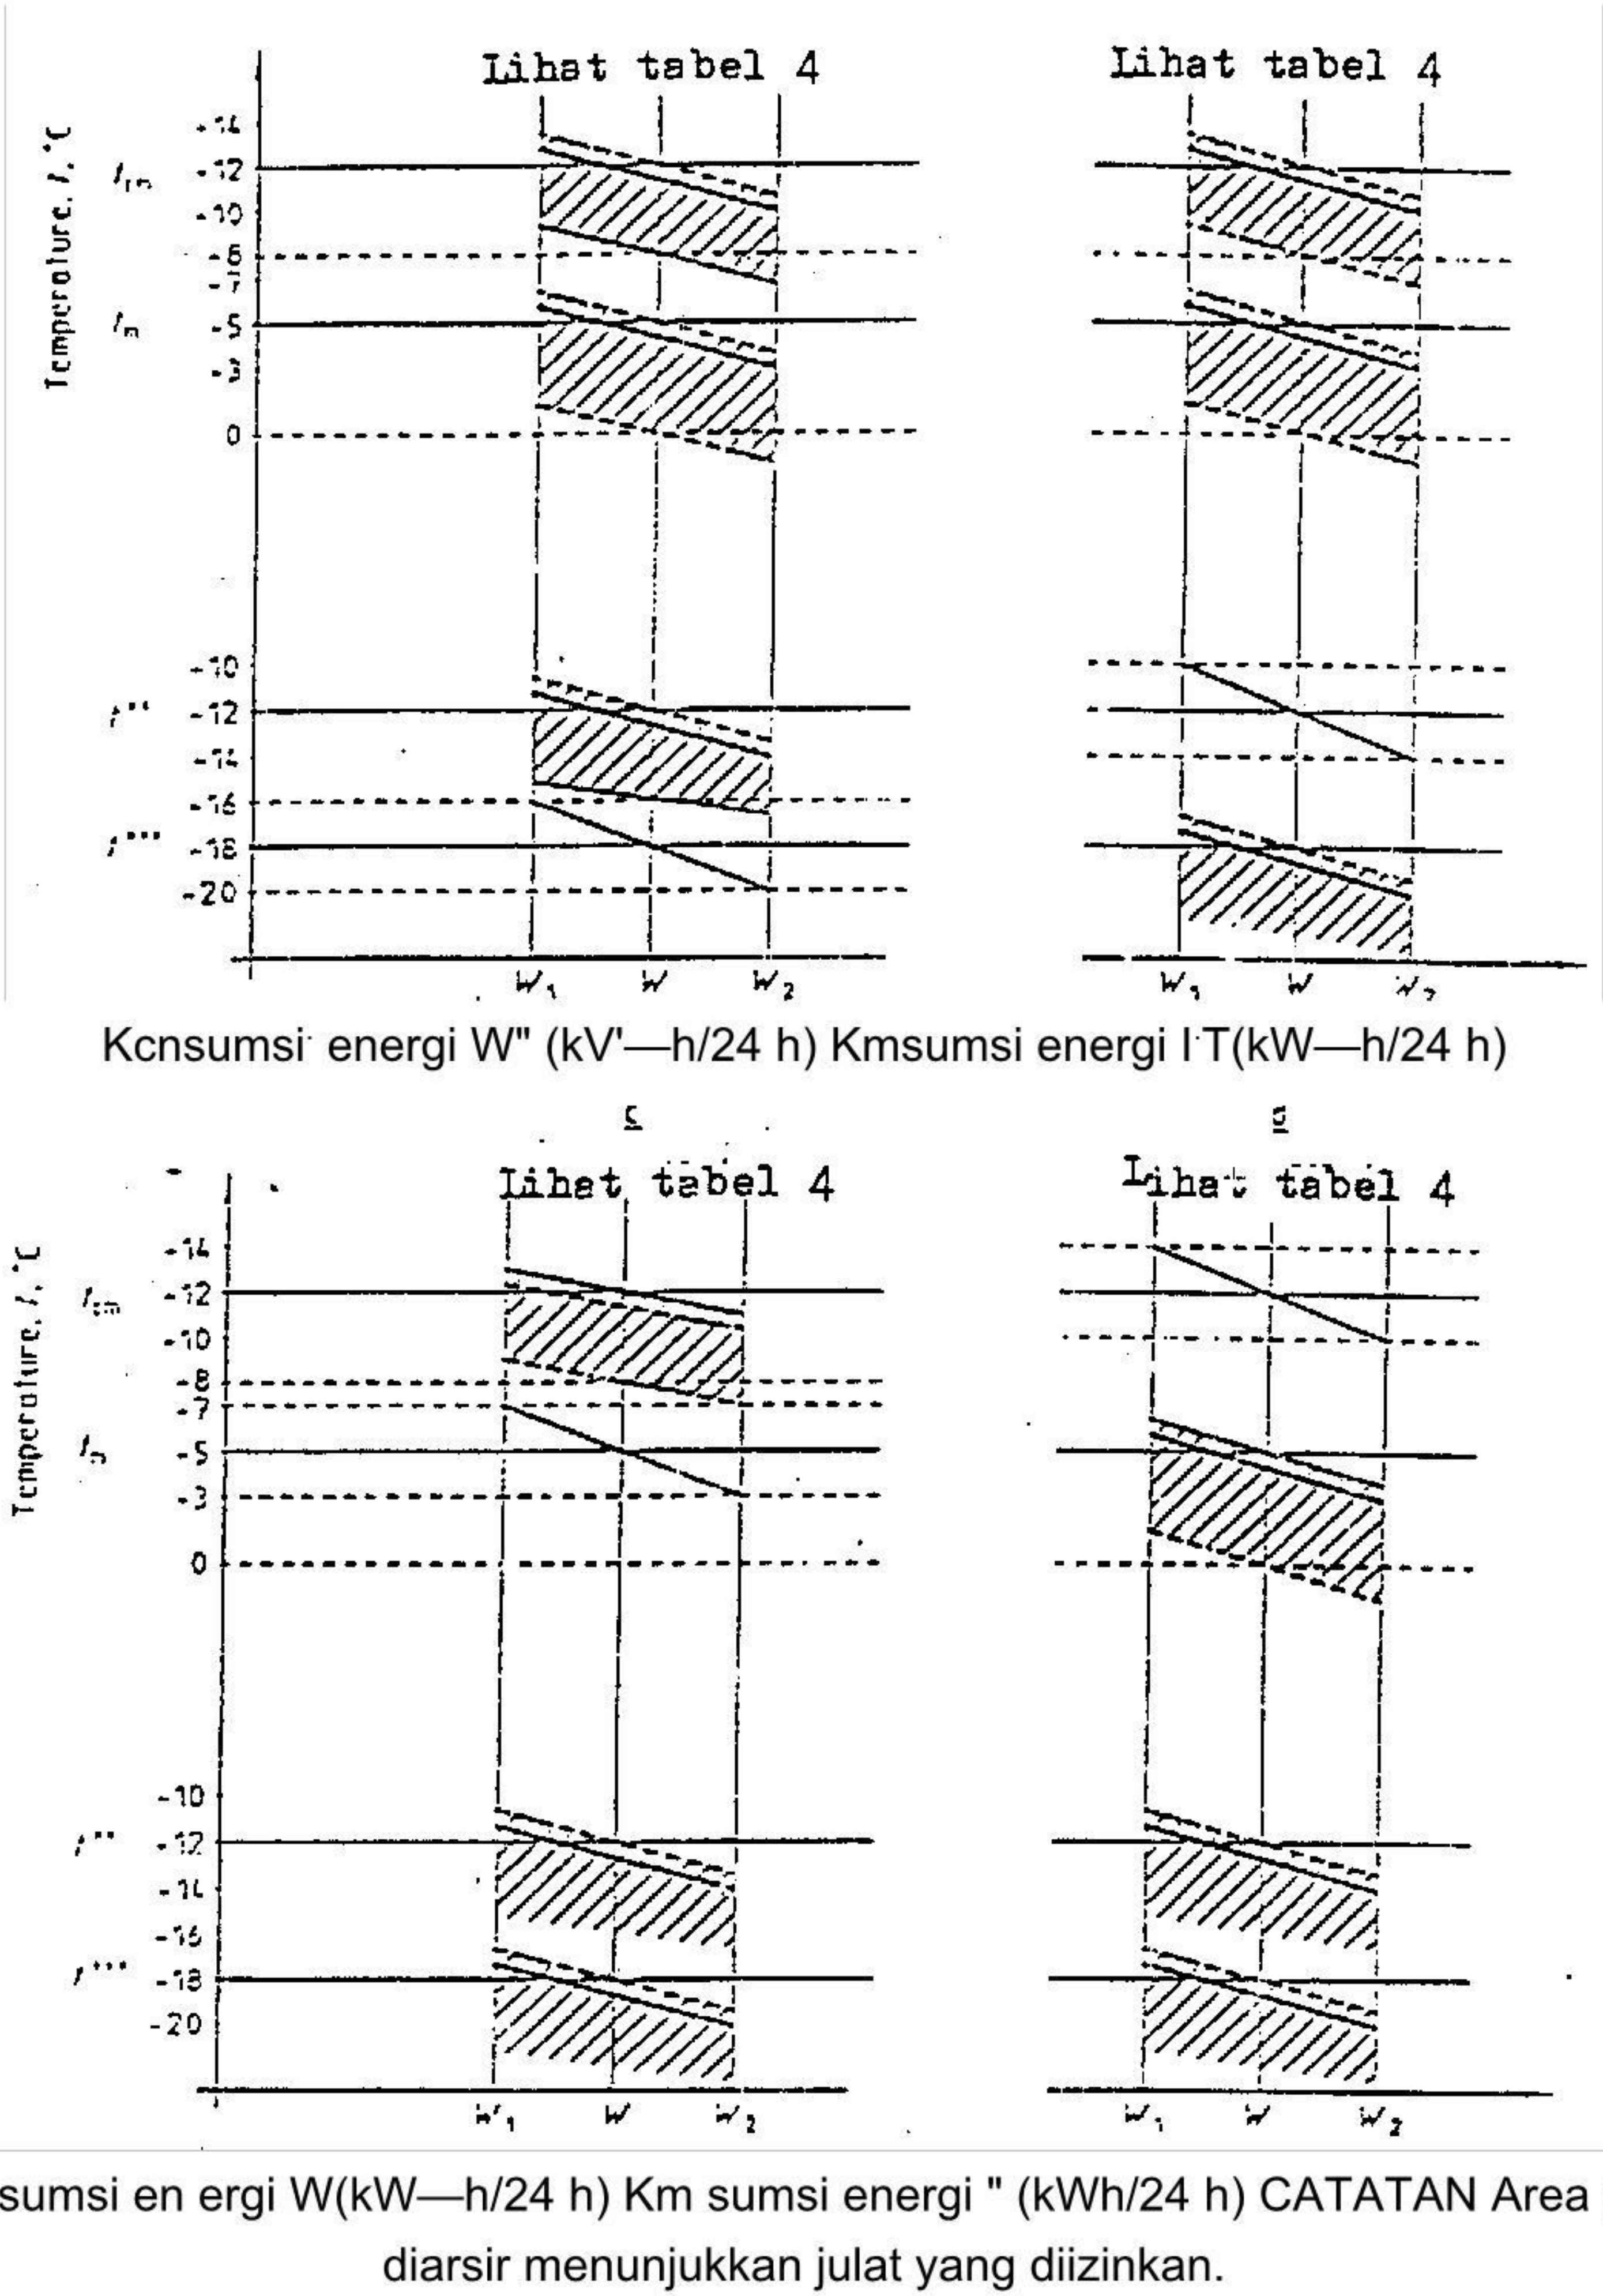 Lihat tabel 4 Lihat tabel 4
Temperature, t, °C
+14
+12
+10
+8
+7
+5
+3
0
-10
t** -12
-14
-16
t*** -18
-20
W₁ W W₂ W₁ W W₂
Kcnsumsi energi W" (kV'—h/24 h) Kmsumsi energi I T(kW—h/24 h)
Lihat tabel 4 Lihat tabel 4
Temperature, t, °C
+14
+12
+10
+8
+7
+5
+3
0
-10
t** -12
-14
-16
t*** -18
-20
W₁ W W₂ W₁ W W₂
sumsi en ergi W(kW—h/24 h) Km sumsi energi " (kWh/24 h) CATATAN Area
diarsir menunjukkan julat yang diizinkan.